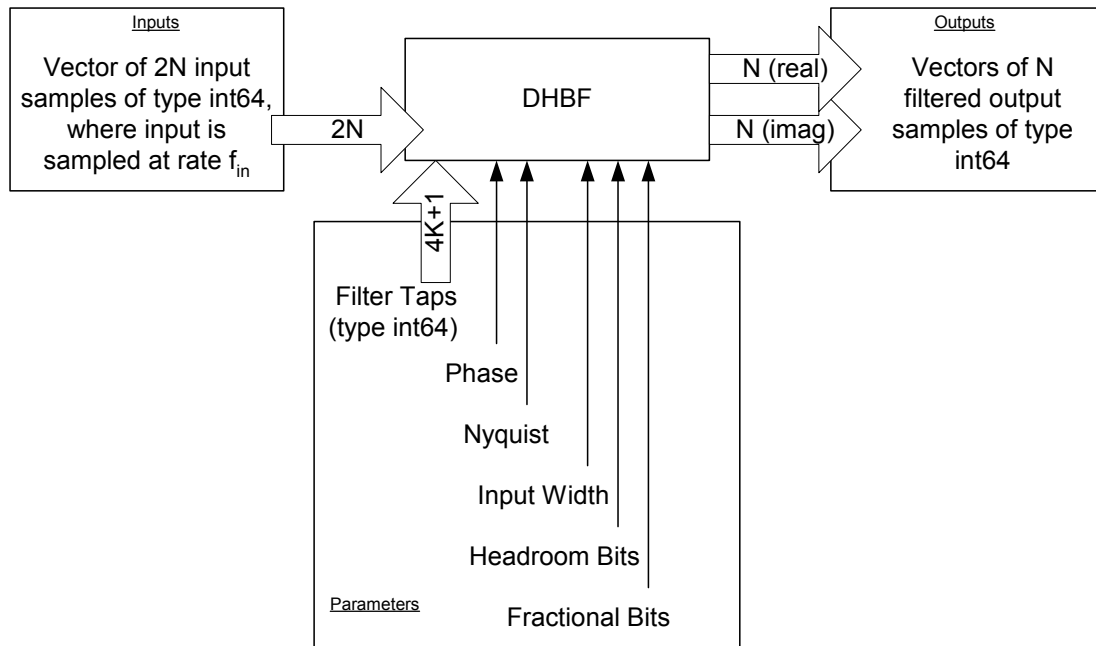 Inputs
Vector of 2N input
samples of type int64,
where input is
sampled at rate fin
2N
DHBF
N (real)
N (imag)
Outputs
Vectors of N
filtered output
samples of type
int64
4K+1
Filter Taps
(type int64)
Phase
Nyquist
Input Width
Headroom Bits
Fractional Bits
Parameters